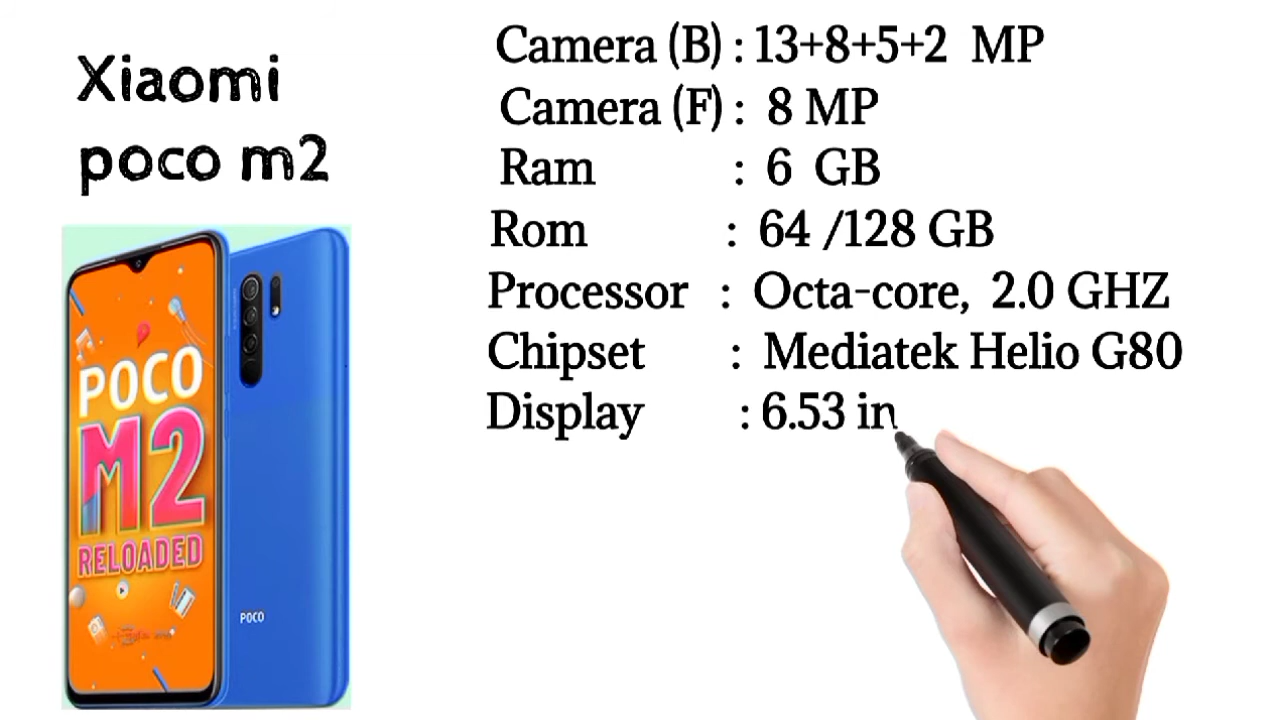 Xiaomi
poco m2
Camera (B) : 13+8+5+2 MP
Camera (F) : 8 MP
Ram : 6 GB
Rom : 64 /128 GB
Processor : Octa-core, 2.0 GHZ
Chipset : Mediatek Helio G80
Display : 6.53 in
POCO
M2
RELOADED
POCO